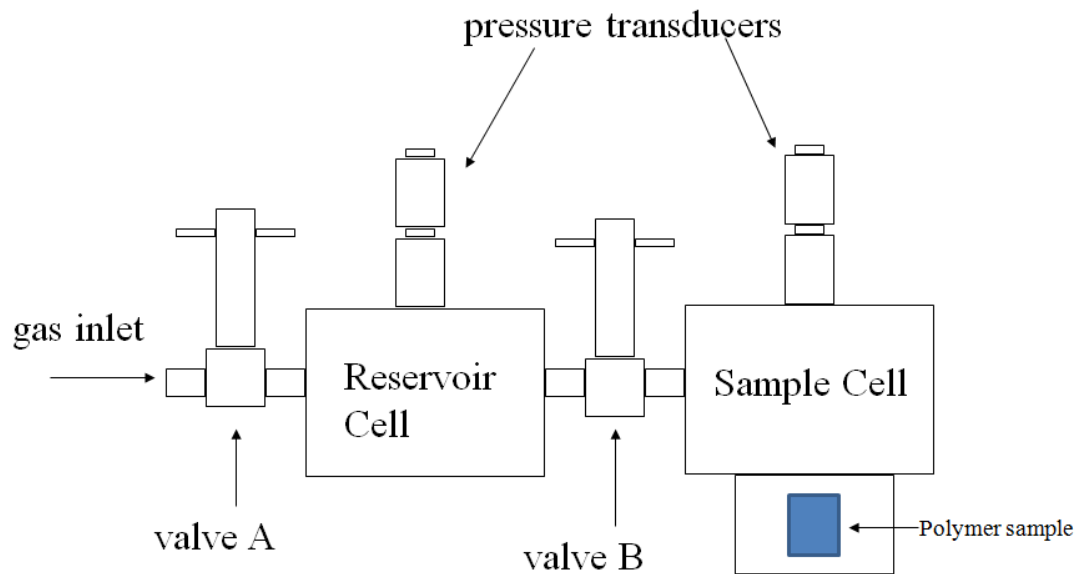 pressure transducers
gas inlet
Reservoir
Cell
Sample Cell
valve A
valve B
Polymer sample